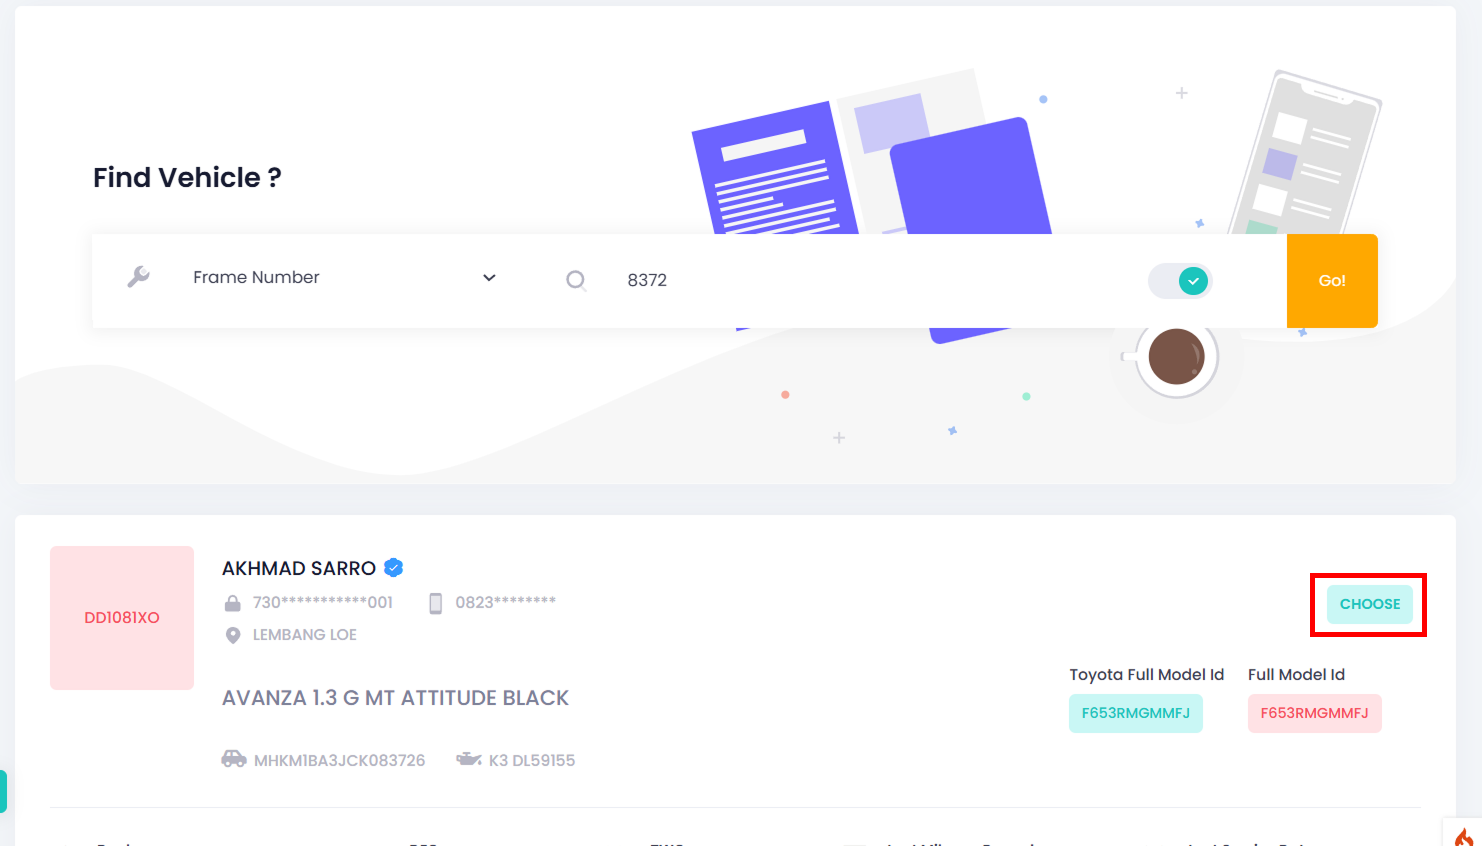 Find Vehicle ?
Frame Number
8372
Go!
DD1081XO
AKHMAD SARRO
730***********001
0823********
LEMBANG LOE
CHOOSE
AVANZA 1.3 G MT ATTITUDE BLACK
Toyota Full Model Id
Full Model Id
F653RMGMMFJ
F653RMGMMFJ
MHKM1BA3JCK083726
K3 DL59155